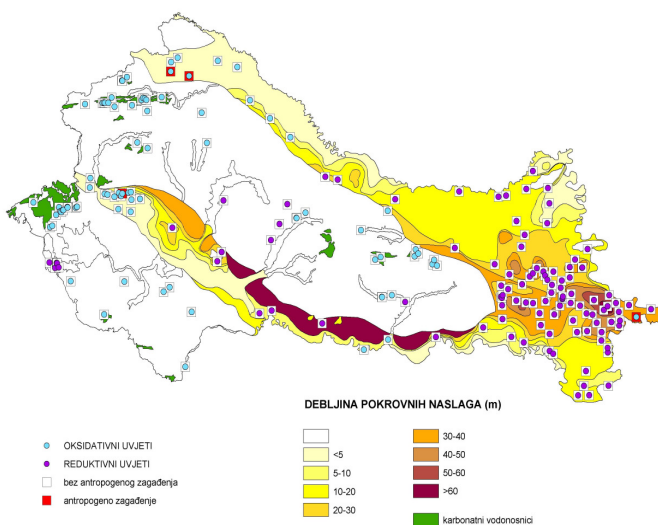 DEBLJINA POKROVNIH NASLAGA (m)
OKSIDATIVNI UVJETI
REDUKTIVNI UVJETI
bez antropogenog zagađenja
antropogeno zagađenje
<5
5-10
10-20
20-30
30-40
40-50
50-60
>60
karbonatni vodonosnici